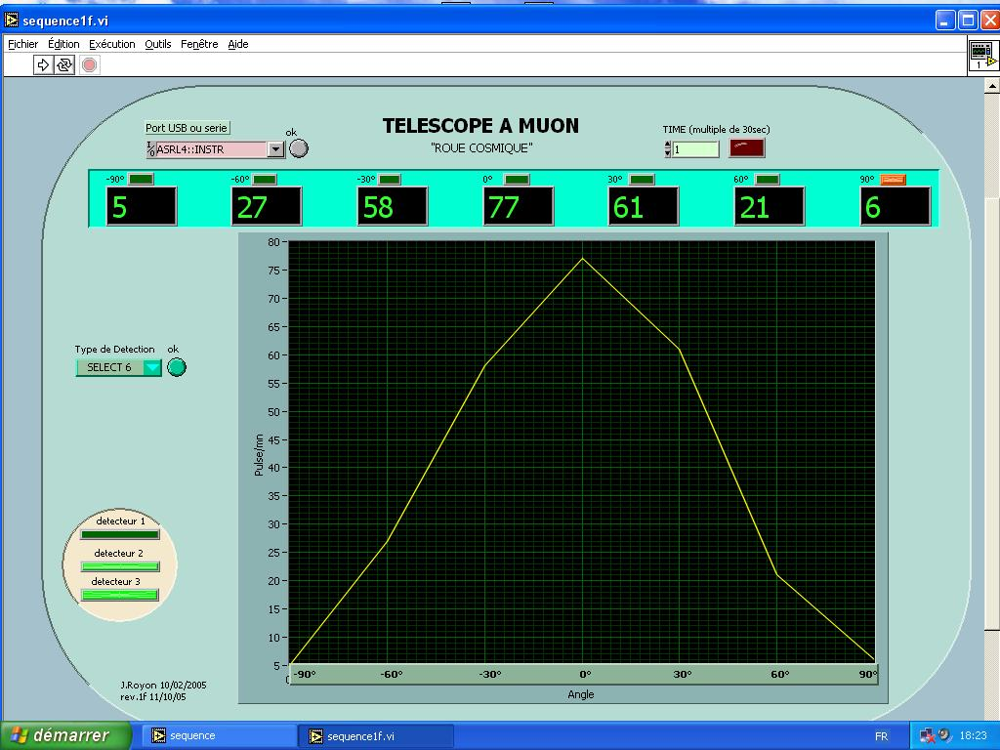 sequence1f.vi
Fichier Édition Exécution Outils Fenêtre Aide
1
Port USB ou serie
ok
ASRL4::INSTR
TELESCOPE A MUON
"ROUE COSMIQUE"
TIME (multiple de 30sec)
1
-90° -60° -30° 0° 30° 60° 90°
5 27 58 77 61 21 6
80
75
70
65
60
55
50
45
40
35
30
25
20
15
10
5
0
Pulse/mn
-90° -60° -30° 0° 30° 60° 90°
Angle
Type de Detection ok
SELECT 6
detecteur 1
detecteur 2
detecteur 3
J.Royon 10/02/2005
rev.1f 11/10/05
démarrer sequence sequence1f.vi FR 18:23